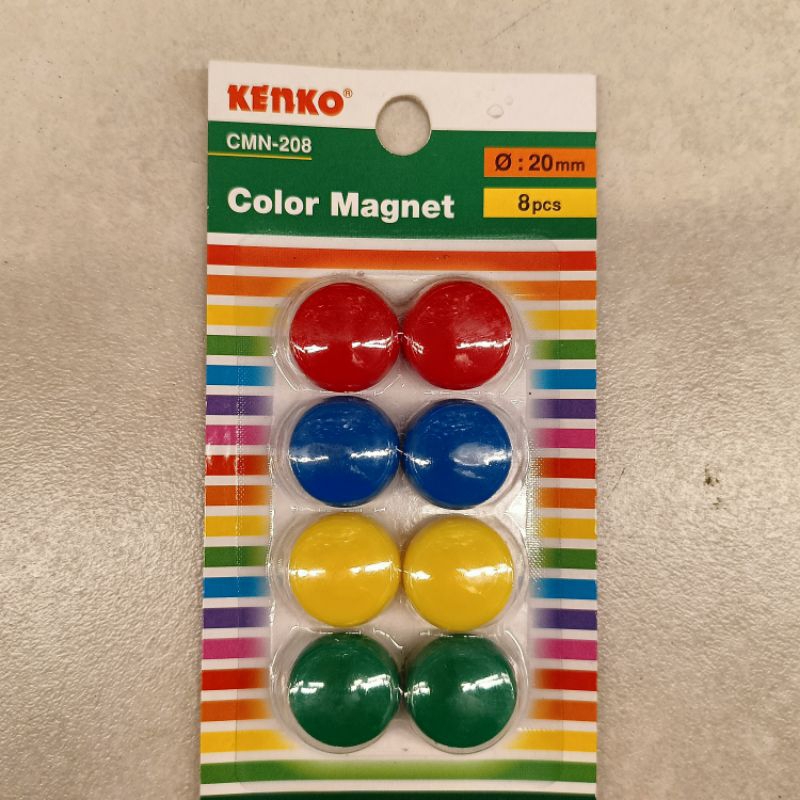 KENKO®
CMN-208
Ø : 20mm
Color Magnet
8pcs